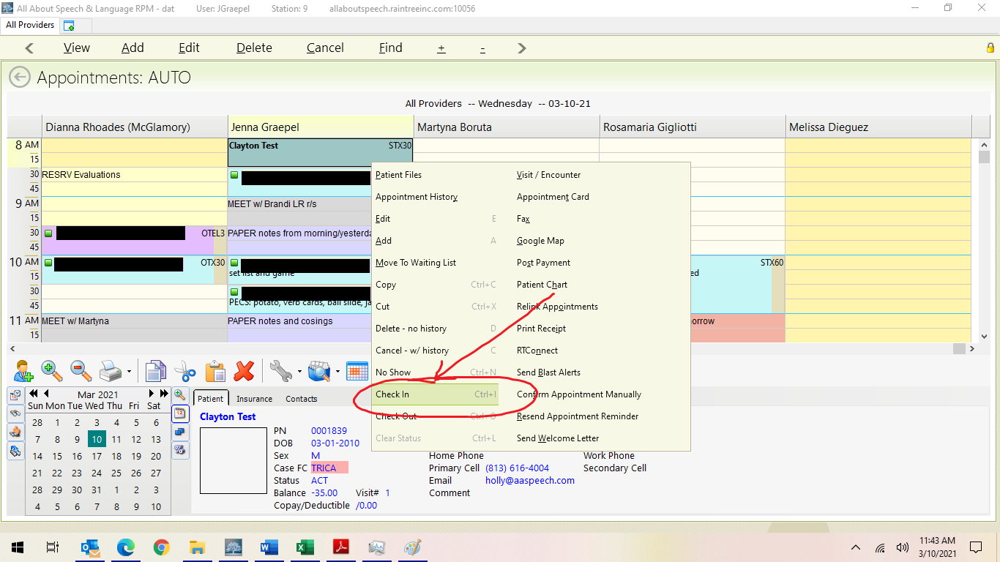 All About Speech & Language RPM - dat User: JGraepel Station: 9 allaboutspeech.raintreeinc.com:10056
All Providers
View Add Edit Delete Cancel Find + -
Appointments: AUTO
All Providers -- Wednesday -- 03-10-21
Dianna Rhoades (McGlamory) Jenna Graepel Martyna Boruta Rosamaria Gigliotti Melissa Dieguez
8 AM Clayton Test STX30
15
30 RESRV Evaluations
45
9 AM MEET w/ Brandi LR r/s
15
30 OTEL3 PAPER notes from morning/yesterda
45
10 AM OTX30 STX60
15 set list and game ed
30
45 PECS: potato, verb cards, ball slide, ja
11 AM MEET w/ Martyna PAPER notes and cosings orrow
15
Patient Files Visit / Encounter
Appointment History Appointment Card
Edit E Fax
Add A Google Map
Move To Waiting List Post Payment
Copy Ctrl+C Patient Chart
Cut Ctrl+X Relink Appointments
Delete - no history D Print Receipt
Cancel - w/ history C RTConnect
No Show Ctrl+N Send Blast Alerts
Check In Ctrl+I Confirm Appointment Manually
Check Out Ctrl+O Resend Appointment Reminder
Clear Status Ctrl+L Send Welcome Letter
Mar 2021
Sun Mon Tue Wed Thu Fri Sat
28 1 2 3 4 5 6
7 8 9 10 11 12 13
14 15 16 17 18 19 20
21 22 23 24 25 26 27
28 29 30 31 1 2 3
4 5 6 7 8 9 10
Patient Insurance Contacts
Clayton Test
PN 0001839
DOB 03-01-2010
Sex M
Case FC TRICA
Status ACT
Balance -35.00 Visit# 1
Copay/Deductible /0.00
Home Phone Work Phone
Primary Cell (813) 616-4004 Secondary Cell
Email holly@aaspeech.com
Comment
11:43 AM
3/10/2021